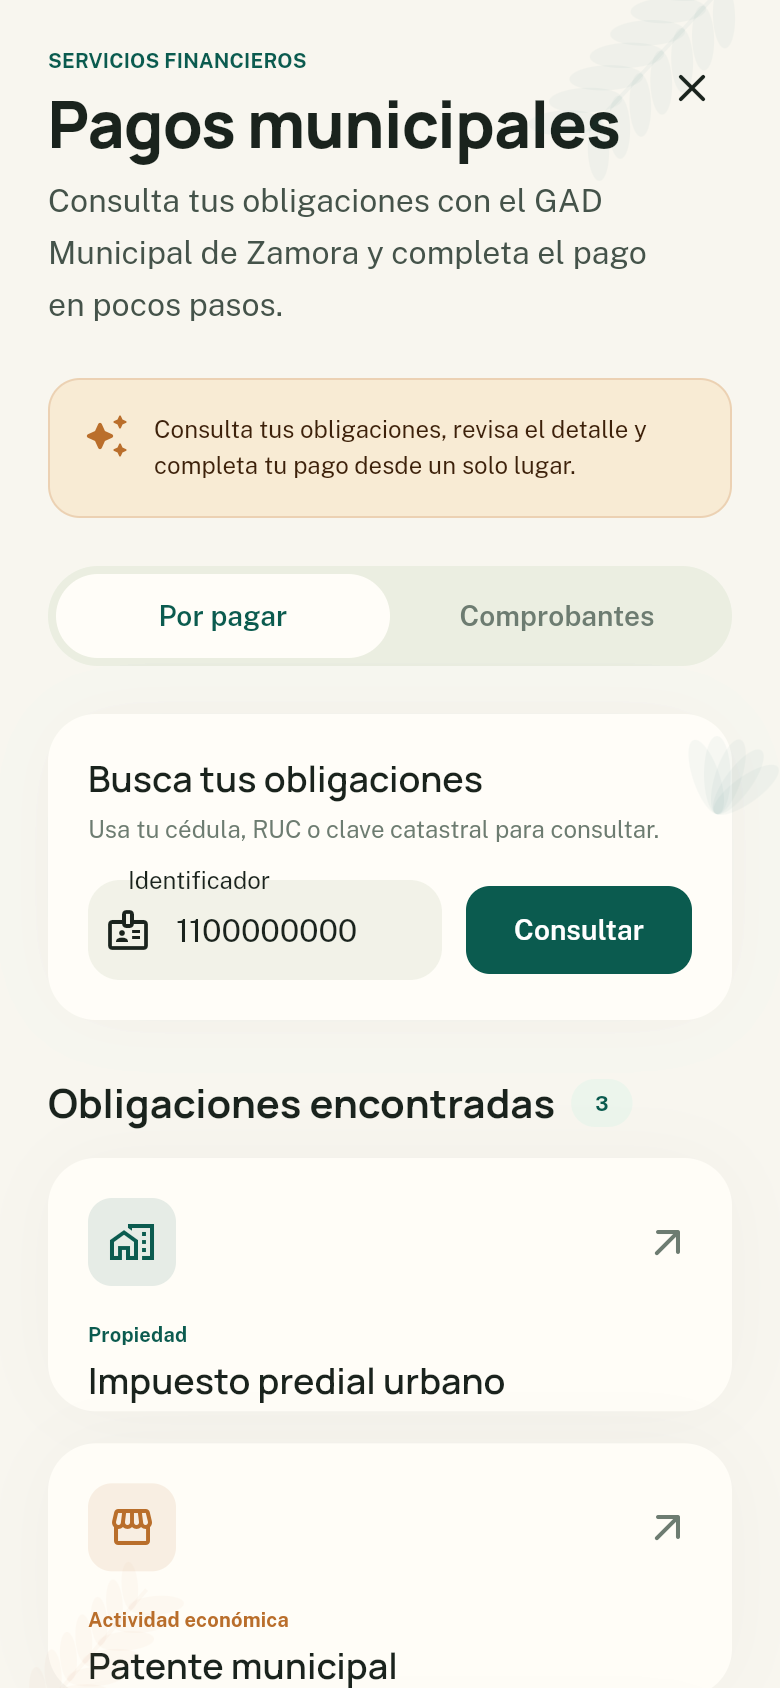 SERVICIOS FINANCIEROS
Pagos municipales
Consulta tus obligaciones con el GAD
Municipal de Zamora y completa el pago
en pocos pasos.
Consulta tus obligaciones, revisa el detalle y
completa tu pago desde un solo lugar.
Por pagar
Comprobantes
Busca tus obligaciones
Usa tu cédula, RUC o clave catastral para consultar.
Identificador
1100000000
Consultar
Obligaciones encontradas 3
Propiedad
Impuesto predial urbano
Actividad económica
Patente municipal